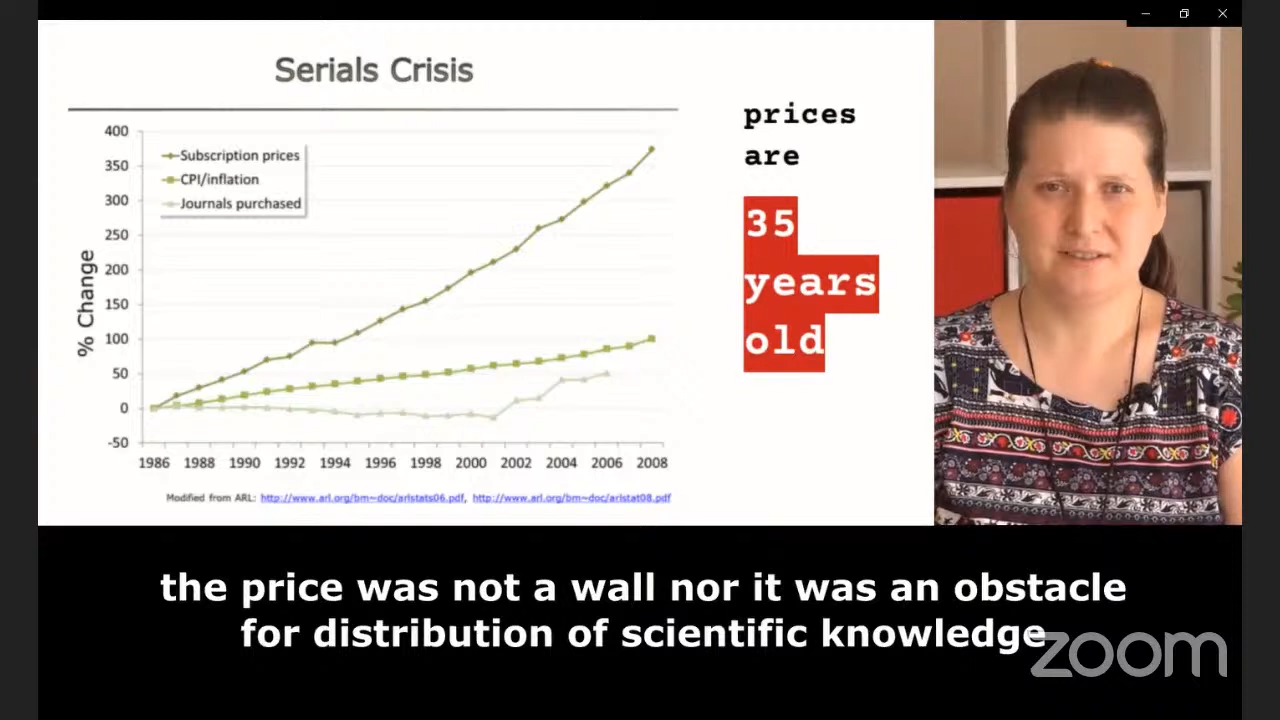 Serials Crisis
400
350
300
250
200
150
100
50
0
-50
% Change
Subscription prices
CPI/inflation
Journals purchased
1986 1988 1990 1992 1994 1996 1998 2000 2002 2004 2006 2008
Modified from ARL: http://www.arl.org/bm~doc/arlstats06.pdf, http://www.arl.org/bm~doc/arlstat08.pdf
prices
are
35
years
old
the price was not a wall nor it was an obstacle
for distribution of scientific knowledge
zoom